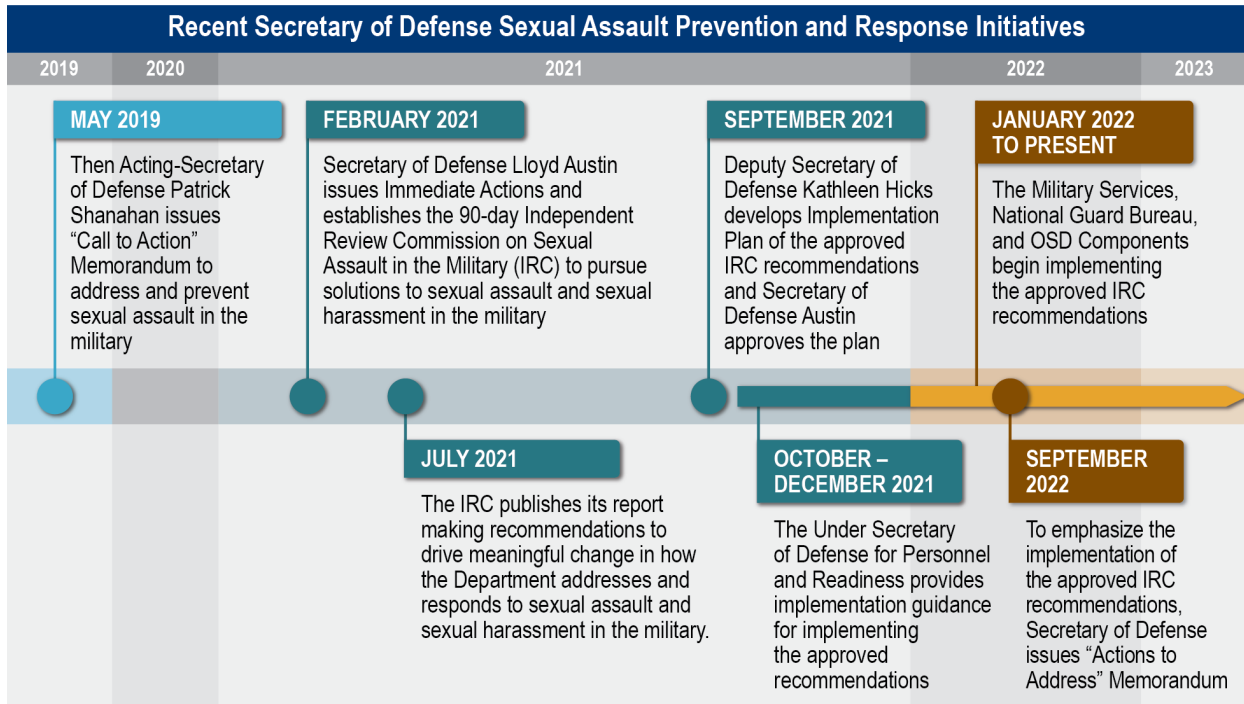 Recent Secretary of Defense Sexual Assault Prevention and Response Initiatives
2019
2020
2021
2022
2023
MAY 2019
Then Acting-Secretary
of Defense Patrick
Shanahan issues
“Call to Action”
Memorandum to
address and prevent
sexual assault in the
military
FEBRUARY 2021
Secretary of Defense Lloyd Austin
issues Immediate Actions and
establishes the 90-day Independent
Review Commission on Sexual
Assault in the Military (IRC) to pursue
solutions to sexual assault and sexual
harassment in the military
SEPTEMBER 2021
Deputy Secretary of
Defense Kathleen Hicks
develops Implementation
Plan of the approved
IRC recommendations
and Secretary of
Defense Austin
approves the plan
JANUARY 2022
TO PRESENT
The Military Services,
National Guard Bureau,
and OSD Components
begin implementing
the approved IRC
recommendations
JULY 2021
The IRC publishes its report
making recommendations to
drive meaningful change in how
the Department addresses and
responds to sexual assault and
sexual harassment in the military.
OCTOBER –
DECEMBER 2021
The Under Secretary
of Defense for Personnel
and Readiness provides
implementation guidance
for implementing
the approved
recommendations
SEPTEMBER
2022
To emphasize the
implementation of
the approved IRC
recommendations,
Secretary of Defense
issues “Actions to
Address” Memorandum